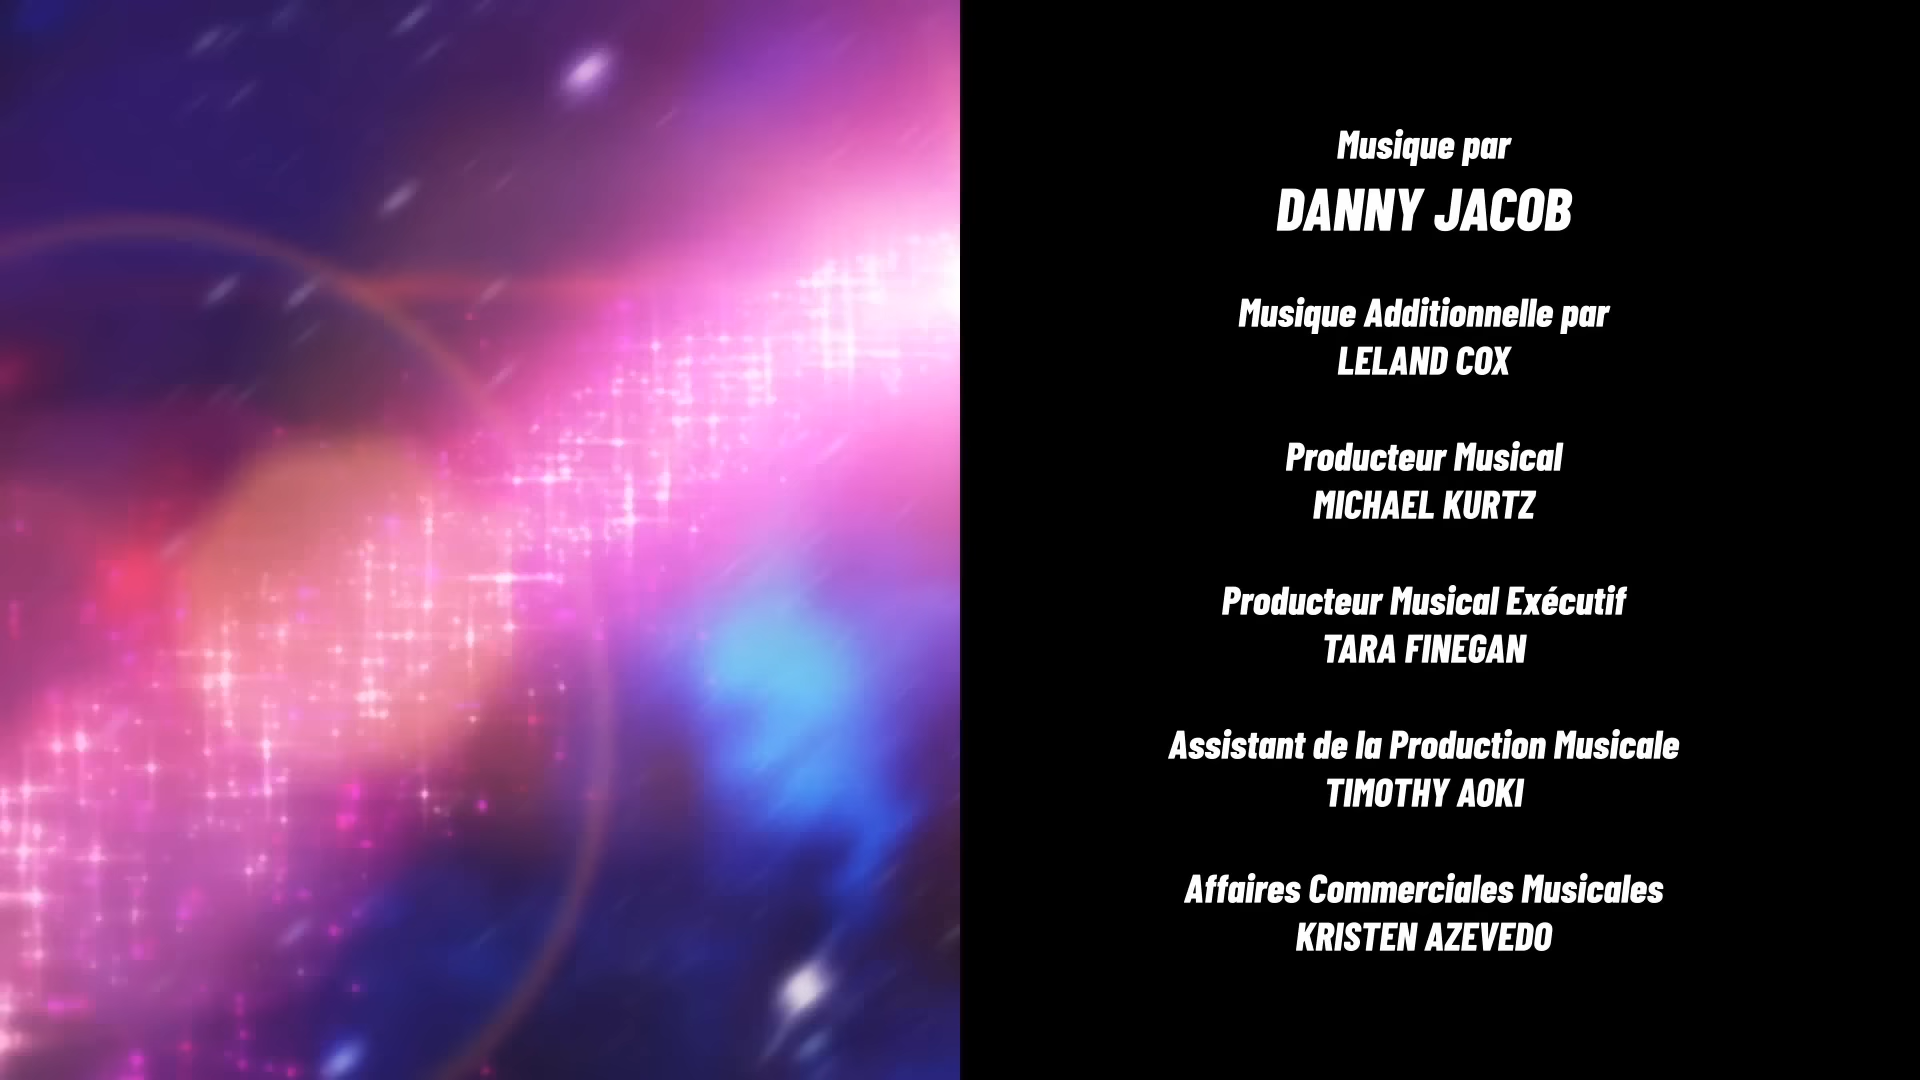 Musique par
DANNY JACOB
Musique Additionnelle par
LELAND COX
Producteur Musical
MICHAEL KURTZ
Producteur Musical Exécutif
TARA FINEGAN
Assistant de la Production Musicale
TIMOTHY AOKI
Affaires Commerciales Musicales
KRISTEN AZEVEDO